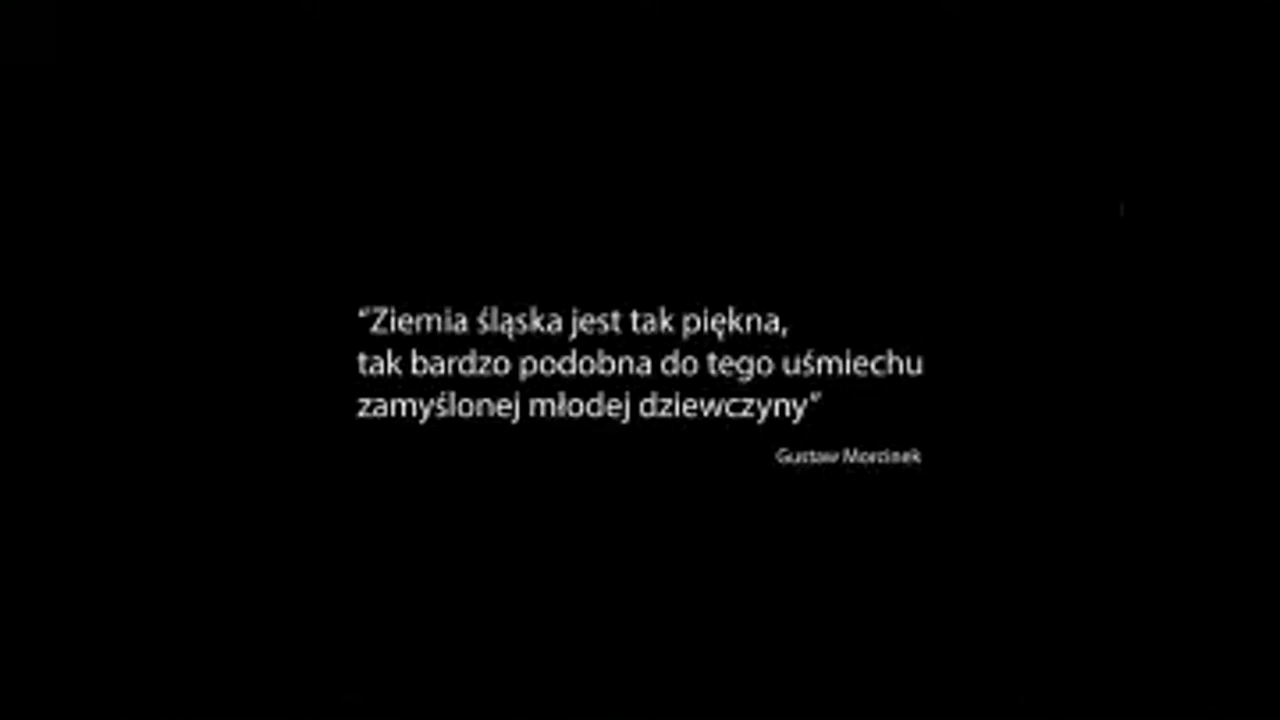 “Ziemia śląska jest tak piękna,
tak bardzo podobna do tego uśmiechu
zamyślonej młodej dziewczyny”
Gustaw Morcinek